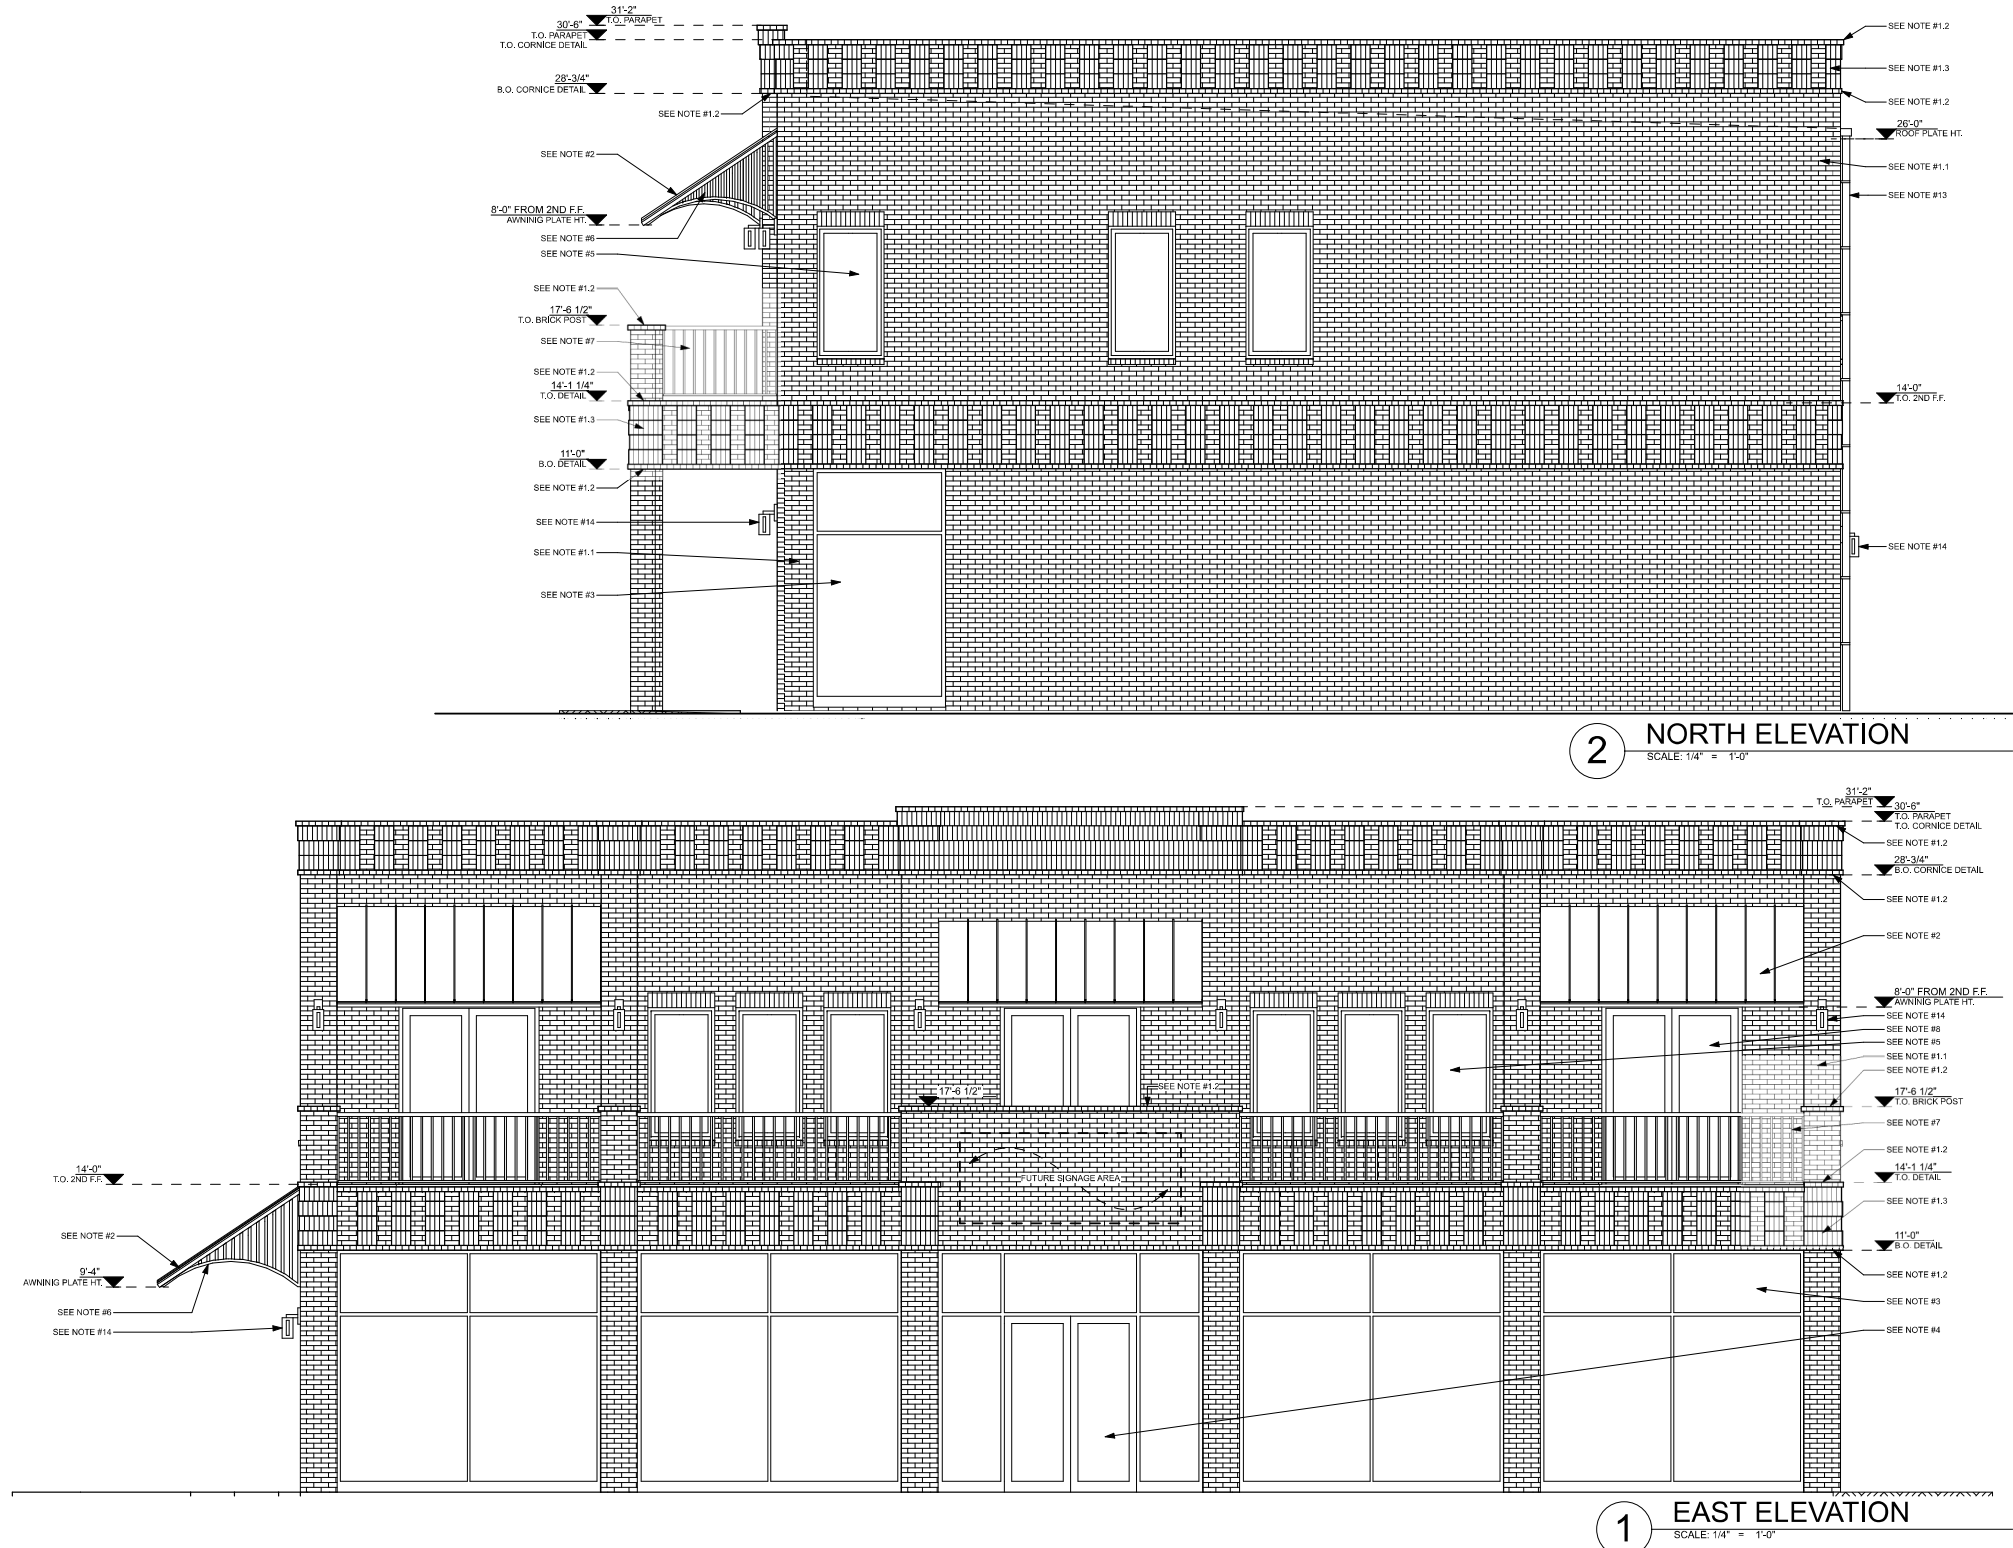 31'-2"
T.O. PARAPET
30'-6"
T.O. PARAPET
T.O. CORNICE DETAIL
28'-3/4"
B.O. CORNICE DETAIL
SEE NOTE #1.2
SEE NOTE #2
8'-0" FROM 2ND F.F.
AWNINIG PLATE HT.
SEE NOTE #6
SEE NOTE #5
SEE NOTE #1.2
17'-6 1/2"
T.O. BRICK POST
SEE NOTE #7
SEE NOTE #1.2
14'-1 1/4"
T.O. DETAIL
SEE NOTE #1.3
11'-0"
B.O. DETAIL
SEE NOTE #1.2
SEE NOTE #14
SEE NOTE #1.1
SEE NOTE #3
SEE NOTE #1.2
SEE NOTE #1.3
SEE NOTE #1.2
26'-0"
ROOF PLATE HT.
SEE NOTE #1.1
SEE NOTE #13
14'-0"
T.O. 2ND F.F.
SEE NOTE #14
2
NORTH ELEVATION
SCALE: 1/4" = 1'-0"
31'-2"
T.O. PARAPET
30'-6"
T.O. PARAPET
T.O. CORNICE DETAIL
SEE NOTE #1.2
28'-3/4"
B.O. CORNICE DETAIL
SEE NOTE #1.2
SEE NOTE #2
8'-0" FROM 2ND F.F.
AWNINIG PLATE HT.
SEE NOTE #14
SEE NOTE #8
SEE NOTE #5
SEE NOTE #1.1
SEE NOTE #1.2
17'-6 1/2"
T.O. BRICK POST
SEE NOTE #7
SEE NOTE #1.2
14'-1 1/4"
T.O. DETAIL
SEE NOTE #1.3
11'-0"
B.O. DETAIL
SEE NOTE #1.2
SEE NOTE #3
SEE NOTE #4
17'-6 1/2"
SEE NOTE #1.2
FUTURE SIGNAGE AREA
14'-0"
T.O. 2ND F.F.
SEE NOTE #2
9'-4"
AWNINIG PLATE HT.
SEE NOTE #6
SEE NOTE #14
1
EAST ELEVATION
SCALE: 1/4" = 1'-0"